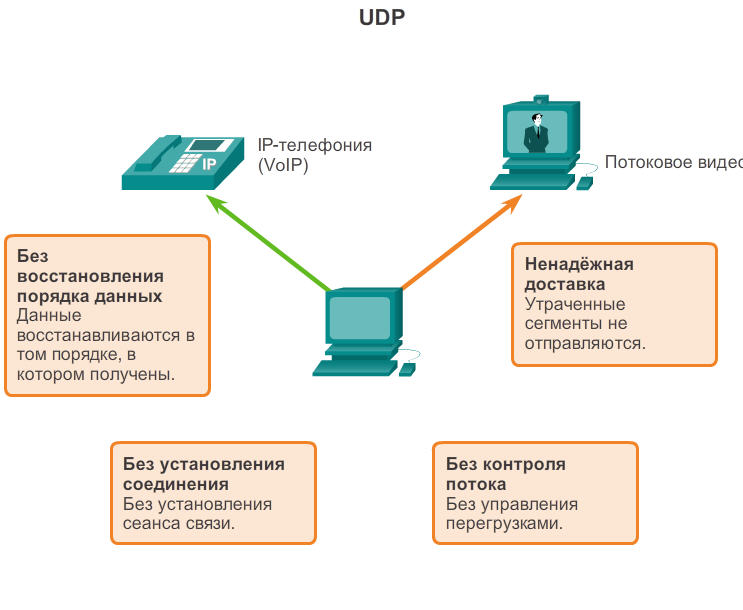 UDP
IP-телефония
(VoIP)
IP
Потоковое видео
Без
восстановления
порядка данных
Данные
восстанавливаются в
том порядке, в
котором получены.
Ненадёжная
доставка
Утраченные
сегменты не
отправляются.
Без установления
соединения
Без установления
сеанса связи.
Без контроля
потока
Без управления
перегрузками.